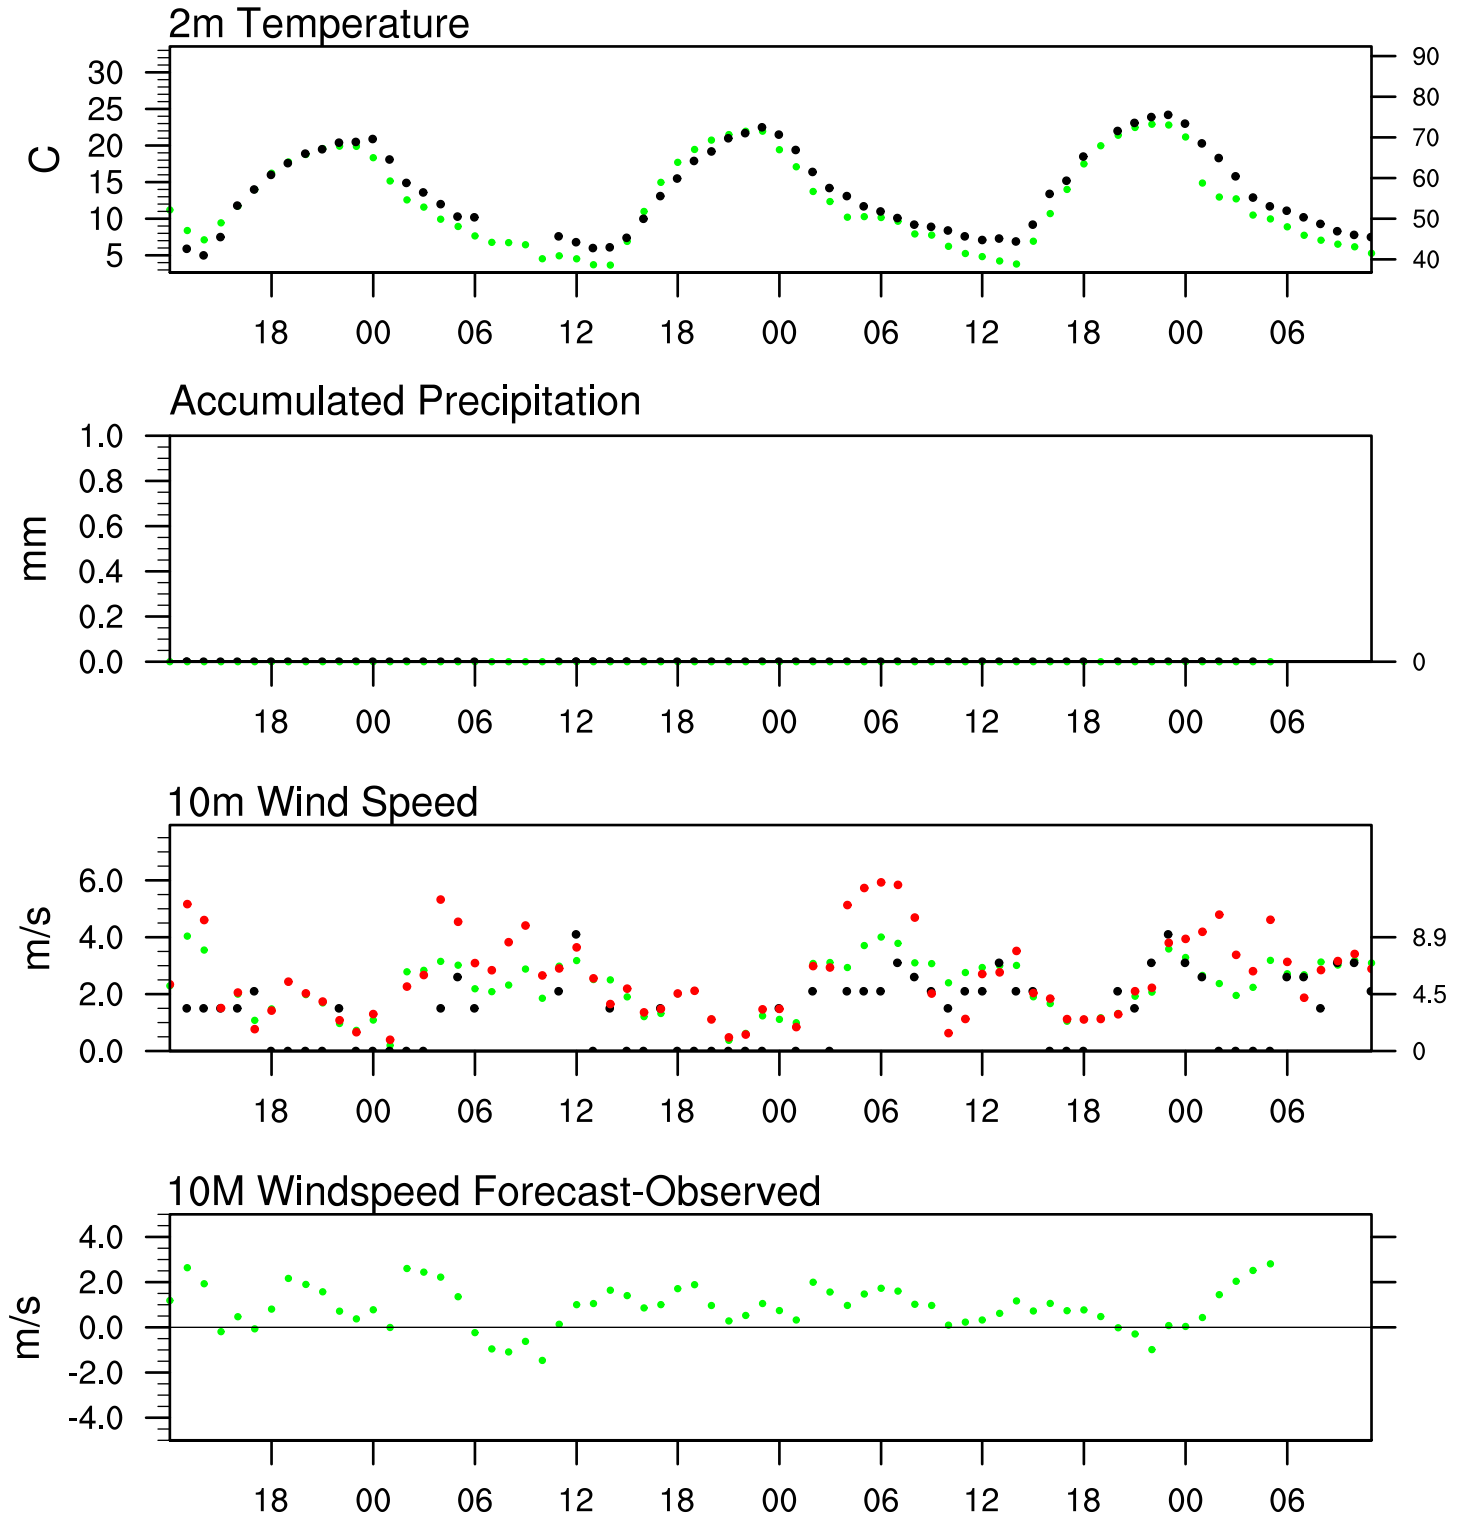 2m Temperature
30 90
25 80
20 70
C
15 60
10 50
5 40
18 00 06 12 18 00 06 12 18 00 06
Accumulated Precipitation
1.0
0.8
0.6
mm
0.4
0.2
0.0 0
18 00 06 12 18 00 06 12 18 00 06
10m Wind Speed
6.0
4.0 8.9
m/s
2.0 4.5
0.0 0
18 00 06 12 18 00 06 12 18 00 06
10M Windspeed Forecast-Observed
4.0
2.0
0.0
m/s
-2.0
-4.0
18 00 06 12 18 00 06 12 18 00 06